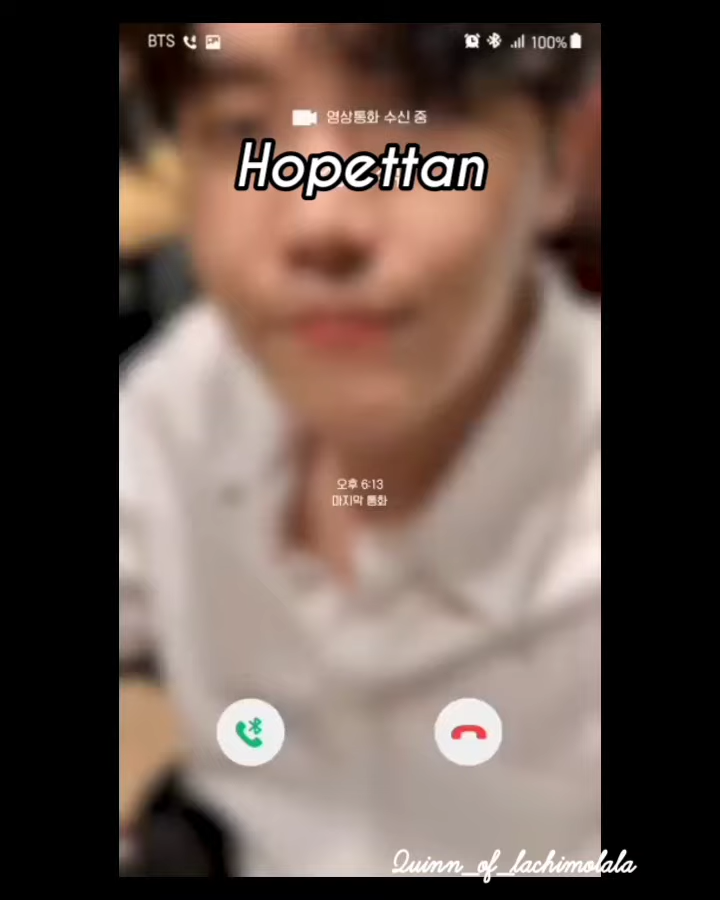 BTS 100%
영상통화 수신 중
Hopettan
오후 6:13
마지막 통화
Quinn_of_lachimolala